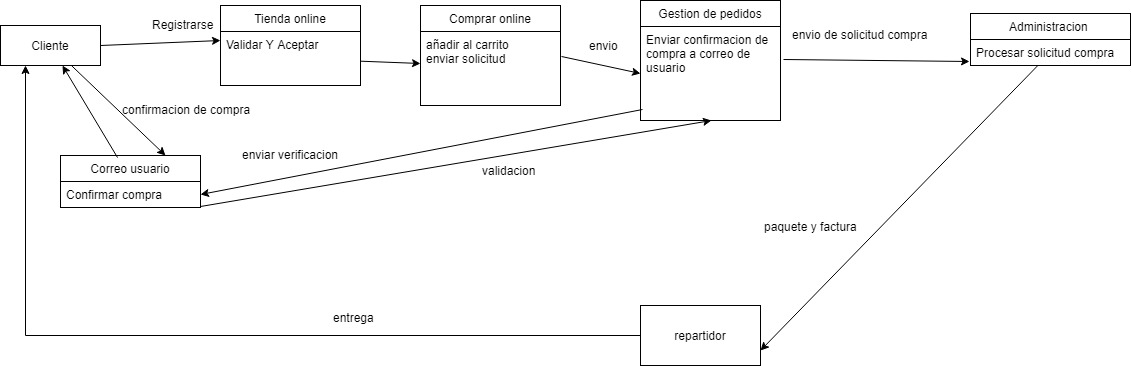 Registrarse
Cliente
Tienda online
Validar Y Aceptar
Comprar online
añadir al carrito
enviar solicitud
envio
Gestion de pedidos
Enviar confirmacion de
compra a correo de
usuario
envio de solicitud compra
Administracion
Procesar solicitud compra
confirmacion de compra
enviar verificacion
validacion
Correo usuario
Confirmar compra
paquete y factura
entrega
repartidor